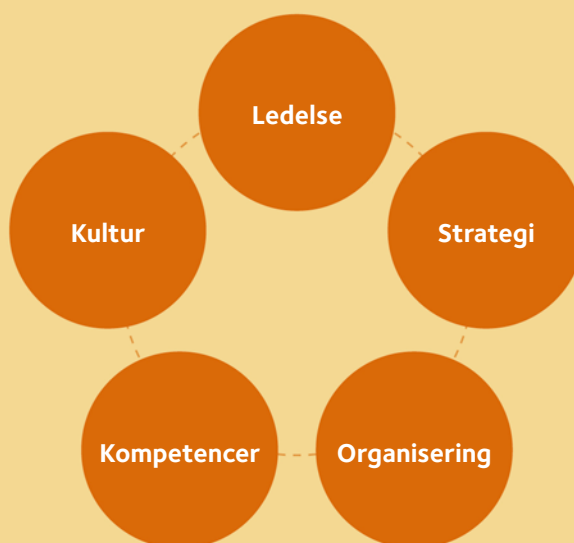 Ledelse
Kultur
Strategi
Kompetencer
Organisering